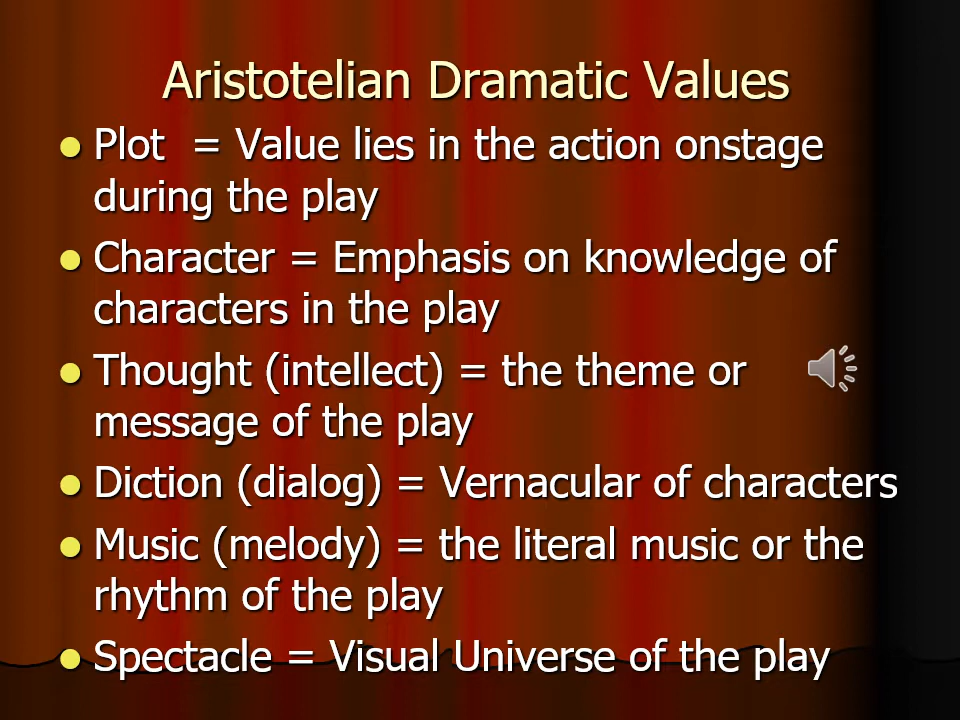 Aristotelian Dramatic Values
Plot  = Value lies in the action onstage
during the play
Character = Emphasis on knowledge of
characters in the play
Thought (intellect) = the theme or
message of the play
Diction (dialog) = Vernacular of characters
Music (melody) = the literal music or the
rhythm of the play
Spectacle = Visual Universe of the play